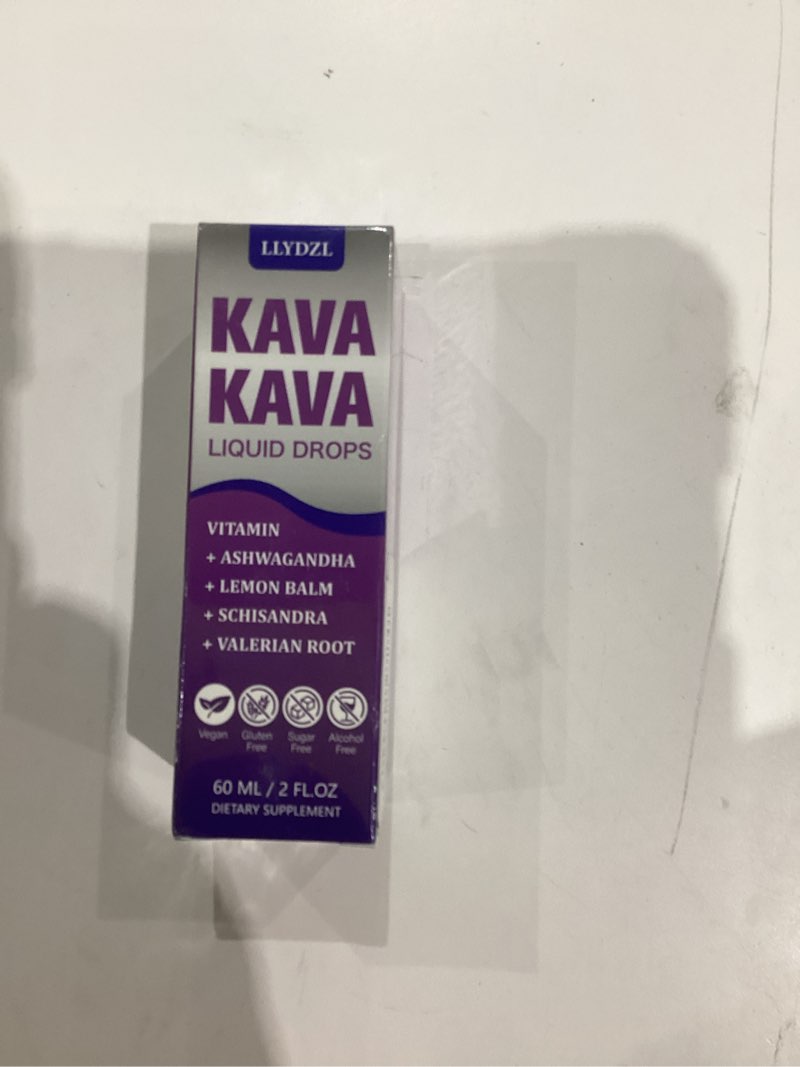 LLYDZL
KAVA
KAVA
LIQUID DROPS
VITAMIN
+ ASHWAGANDHA
+ LEMON BALM
+ SCHISANDRA
+ VALERIAN ROOT
Vegan Gluten Free Sugar Free Alcohol Free
60 ML / 2 FL.OZ
DIETARY SUPPLEMENT